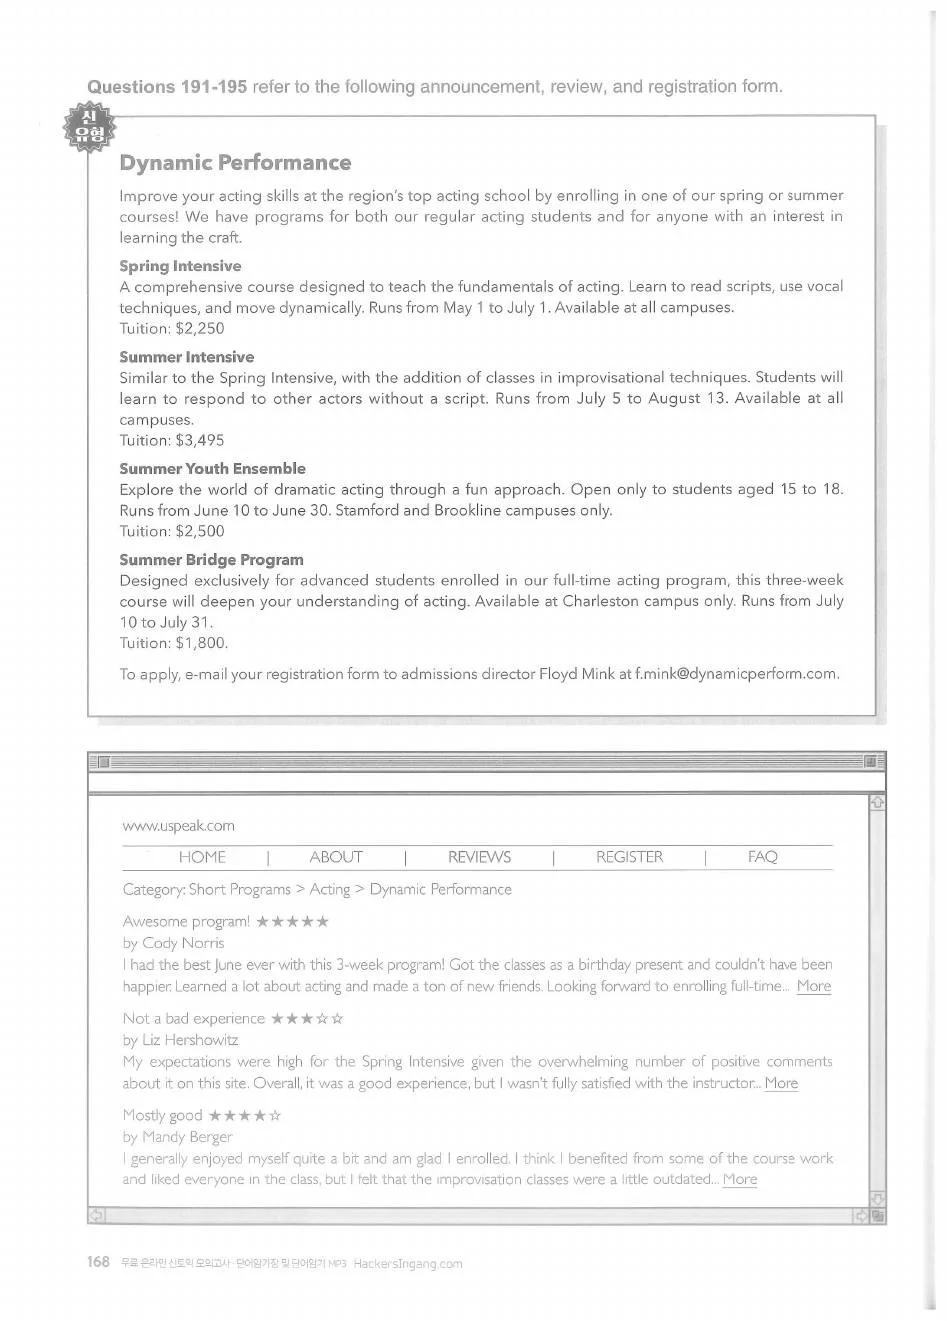 Questions 191-195 refer to the following announcement, review, and registration form.
신
유형
Dynamic Performance
Improve your acting skills at the region's top acting school by enrolling in one of our spring or summer
courses! We have programs for both our regular acting students and for anyone with an interest in
learning the craft.
Spring Intensive
A comprehensive course designed to teach the fundamentals of acting. Learn to read scripts, use vocal
techniques, and move dynamically. Runs from May 1 to July 1. Available at all campuses.
Tuition: $2,250
Summer Intensive
Similar to the Spring Intensive, with the addition of classes in improvisational techniques. Students will
learn to respond to other actors without a script. Runs from July 5 to August 13. Available at all
campuses.
Tuition: $3,495
Summer Youth Ensemble
Explore the world of dramatic acting through a fun approach. Open only to students aged 15 to 18.
Runs from June 10 to June 30. Stamford and Brookline campuses only.
Tuition: $2,500
Summer Bridge Program
Designed exclusively for advanced students enrolled in our full-time acting program, this three-week
course will deepen your understanding of acting. Available at Charleston campus only. Runs from July
10 to July 31.
Tuition: $1,800.
To apply, e-mail your registration form to admissions director Floyd Mink at f.mink@dynamicperform.com.
www.uspeak.com
HOME | ABOUT | REVIEWS | REGISTER | FAQ
Category: Short Programs > Acting > Dynamic Performance
Awesome program! ★★★★★
by Cody Norris
I had the best June ever with this 3-week program! Got the classes as a birthday present and couldn't have been
happier. Learned a lot about acting and made a ton of new friends. Looking forward to enrolling full-time... More
Not a bad experience ★★★☆☆
by Liz Hershowitz
My expectations were high for the Spring Intensive given the overwhelming number of positive comments
about it on this site. Overall, it was a good experience, but I wasn't fully satisfied with the instructor... More
Mostly good ★★★★☆
by Mandy Berger
I generally enjoyed myself quite a bit and am glad I enrolled. I think I benefited from some of the course work
and liked everyone in the class, but I felt that the improvisation classes were a little outdated... More
168 무료 온라인 신토익 모의고사·단어암기장 및 단어암기 MP3 HackersIngang.com